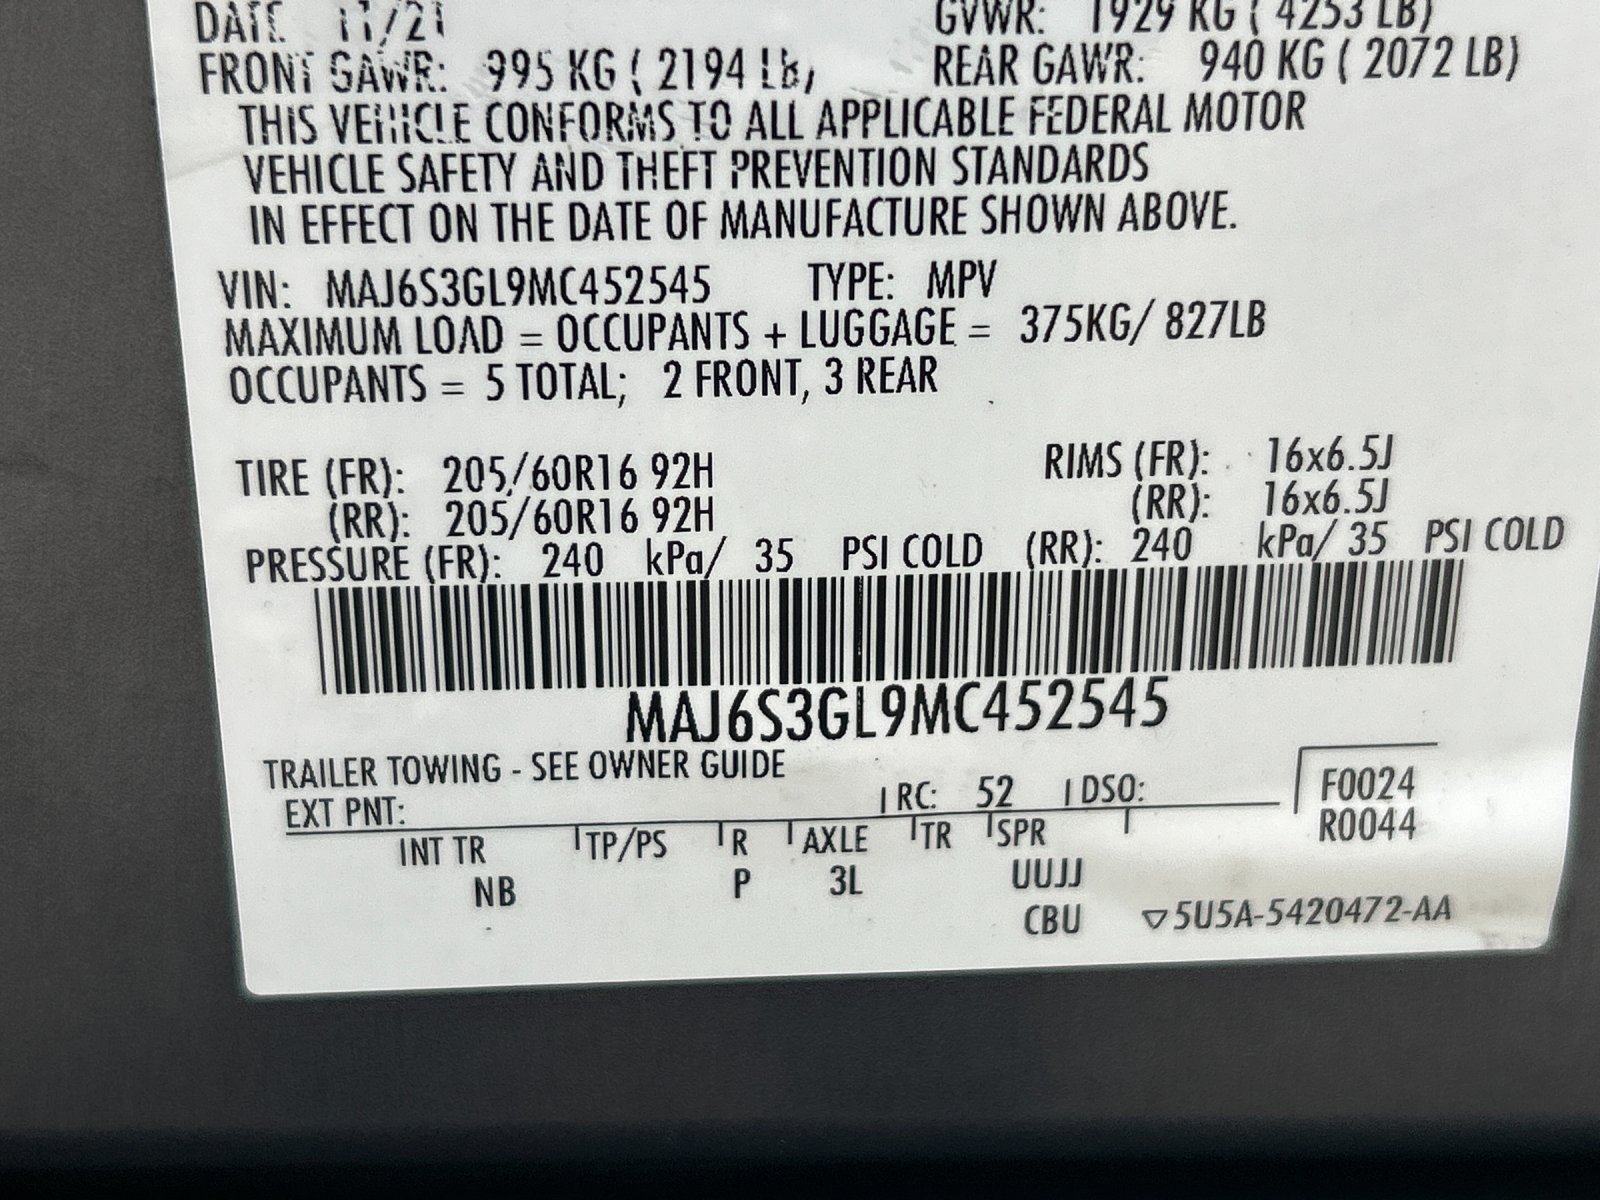 DATE 11/21 GVWR: 1929 KG ( 4253 LB)
FRONT GAWR: 995 KG ( 2194 LB) REAR GAWR: 940 KG ( 2072 LB)
THIS VEHICLE CONFORMS TO ALL APPLICABLE FEDERAL MOTOR
VEHICLE SAFETY AND THEFT PREVENTION STANDARDS
IN EFFECT ON THE DATE OF MANUFACTURE SHOWN ABOVE.
VIN: MAJ6S3GL9MC452545 TYPE: MPV
MAXIMUM LOAD = OCCUPANTS + LUGGAGE = 375KG/ 827LB
OCCUPANTS = 5 TOTAL; 2 FRONT, 3 REAR
TIRE (FR): 205/60R16 92H RIMS (FR): 16x6.5J
(RR): 205/60R16 92H (RR): 16x6.5J
PRESSURE (FR): 240 kPa/ 35 PSI COLD (RR): 240 kPa/ 35 PSI COLD
MAJ6S3GL9MC452545
TRAILER TOWING - SEE OWNER GUIDE
EXT PNT: RC: 52 DSO: F0024
R0044
INT TR TP/PS R AXLE TR SPR
NB P 3L UUJJ
CBU ▽5U5A-5420472-AA